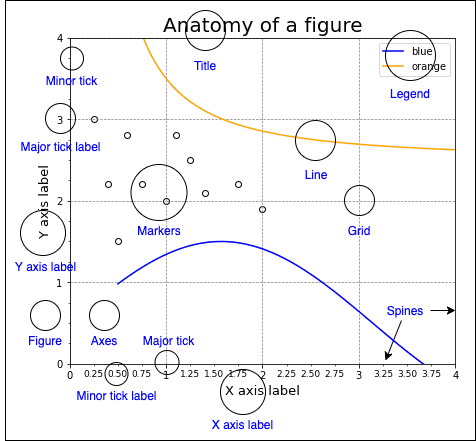 Anatomy of a figure
4
blue
orange
Minor tick
Title
Legend
3
Major tick label
Line
2
Y axis label
Markers
Grid
Y axis label
1
Spines
Figure
Axes
Major tick
0
0 0.25 0.50 0.75 1 1.25 1.50 1.75 2 2.25 2.50 2.75 3 3.25 3.50 3.75 4
Minor tick label
X axis label
X axis label